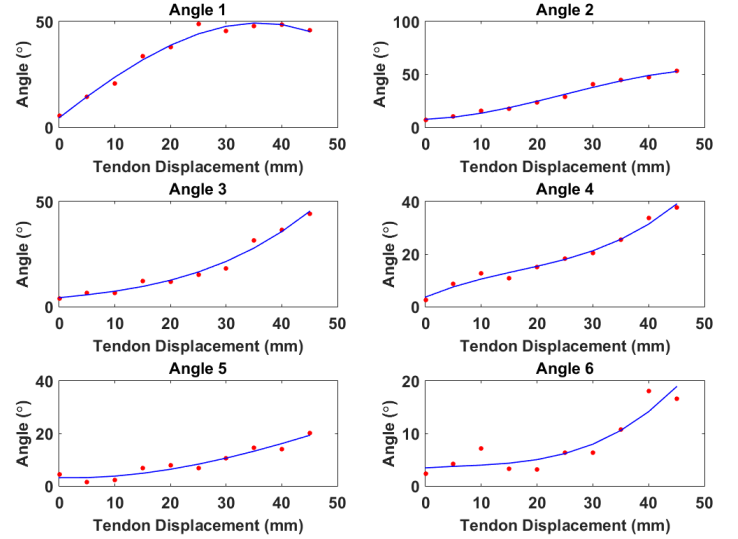 Angle 1
50
0
Angle (°)
0 10 20 30 40 50
Tendon Displacement (mm)
Angle 2
100
50
0
Angle (°)
0 10 20 30 40 50
Tendon Displacement (mm)
Angle 3
50
0
Angle (°)
0 10 20 30 40 50
Tendon Displacement (mm)
Angle 4
40
20
0
Angle (°)
0 10 20 30 40 50
Tendon Displacement (mm)
Angle 5
40
20
0
Angle (°)
0 10 20 30 40 50
Tendon Displacement (mm)
Angle 6
20
10
0
Angle (°)
0 10 20 30 40 50
Tendon Displacement (mm)